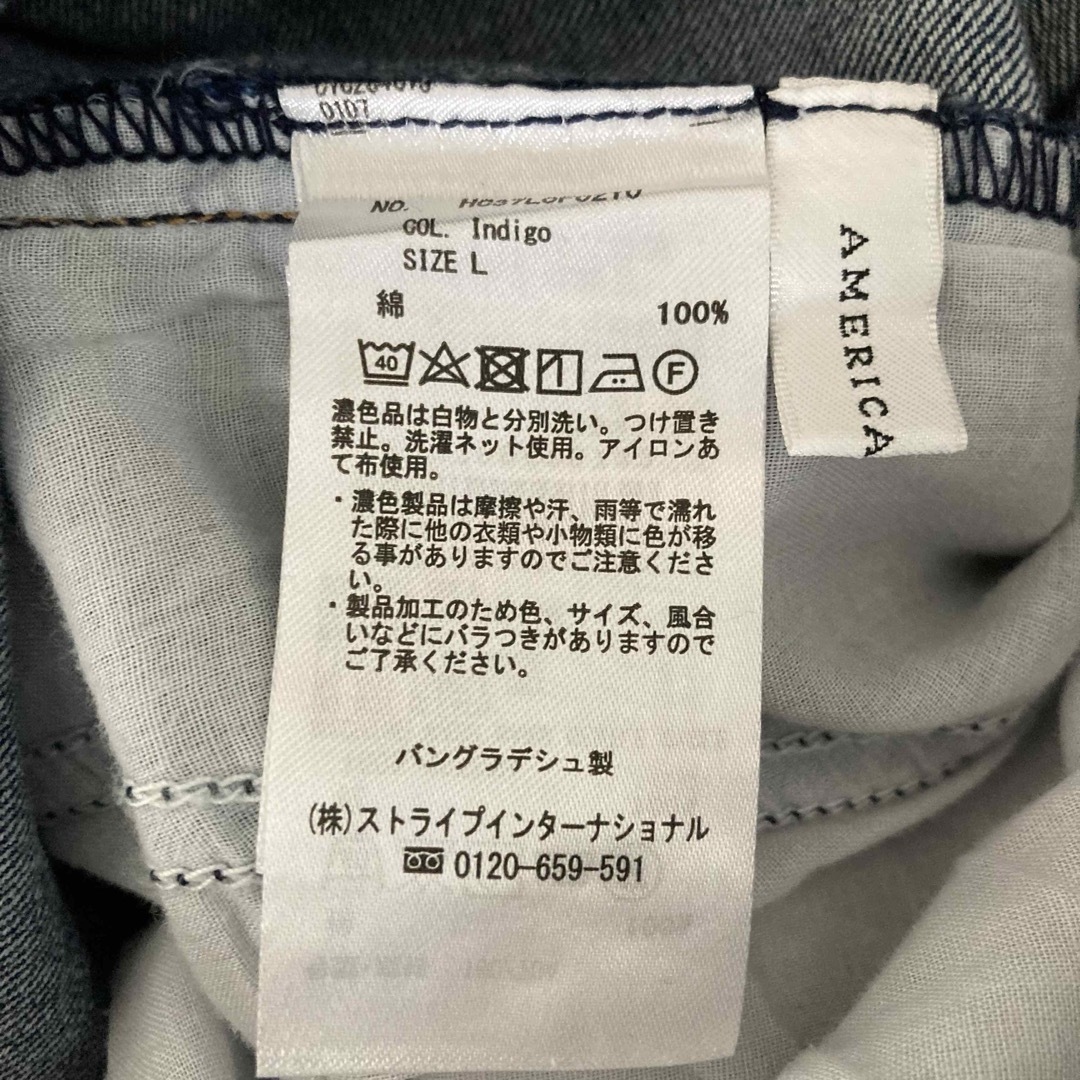 0107
NO.
COL. Indigo
SIZE L
綿 100%
40
F
濃色品は白物と分別洗い。つけ置き
禁止。洗濯ネット使用。アイロンあ
て布使用。
・濃色製品は摩擦や汗、雨等で濡れ
た際に他の衣類や小物類に色が移
る事がありますのでご注意くださ
い。
・製品加工のため色、サイズ、風合
いなどにバラつきがありますので
ご了承ください。
バングラデシュ製
(株)ストライプインターナショナル
0120-659-591
AMERICA